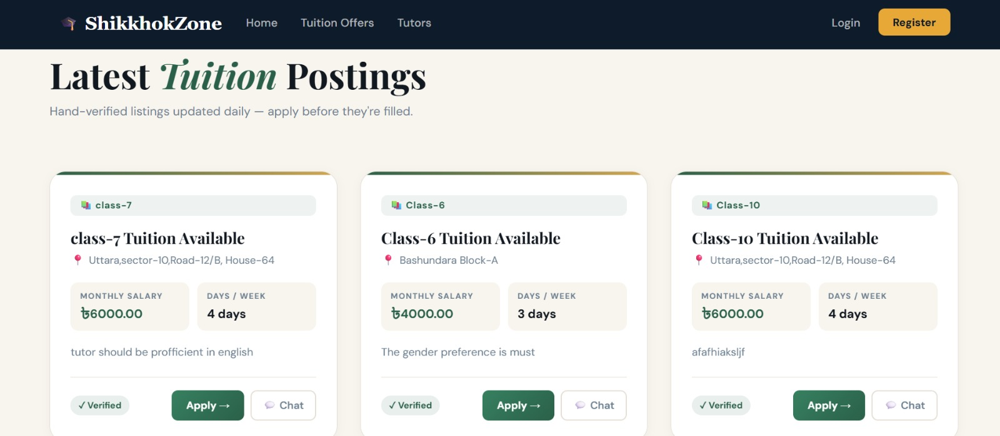 ShikkhokZone Home Tuition Offers Tutors Login Register
Latest Tuition Postings
Hand-verified listings updated daily — apply before they're filled.
class-7
class-7 Tuition Available
Uttara,sector-10,Road-12/B, House-64
MONTHLY SALARY DAYS / WEEK
৳6000.00 4 days
tutor should be profficient in english
✓ Verified Apply → Chat
Class-6
Class-6 Tuition Available
Bashundara Block-A
MONTHLY SALARY DAYS / WEEK
৳4000.00 3 days
The gender preference is must
✓ Verified Apply → Chat
Class-10
Class-10 Tuition Available
Uttara,sector-10,Road-12/B, House-64
MONTHLY SALARY DAYS / WEEK
৳6000.00 4 days
afafhiaksljf
✓ Verified Apply → Chat